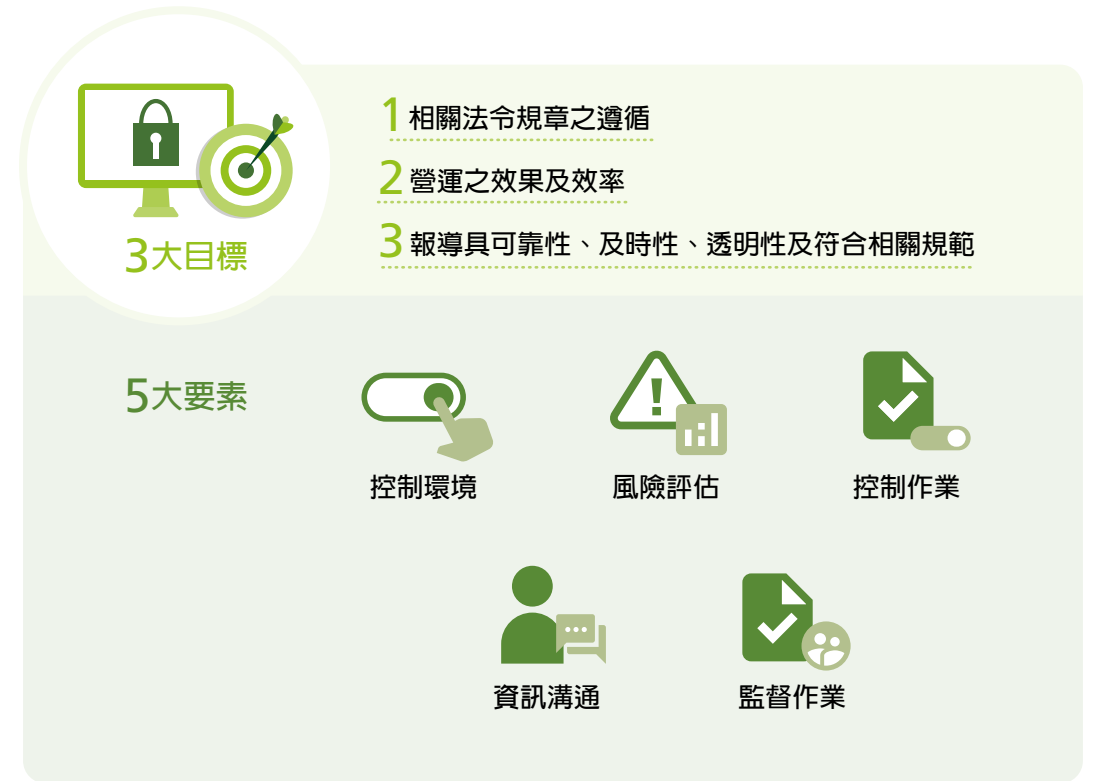 3大目標
1 相關法令規章之遵循
2 營運之效果及效率
3 報導具可靠性、及時性、透明性及符合相關規範
5大要素
控制環境
風險評估
控制作業
資訊溝通
監督作業